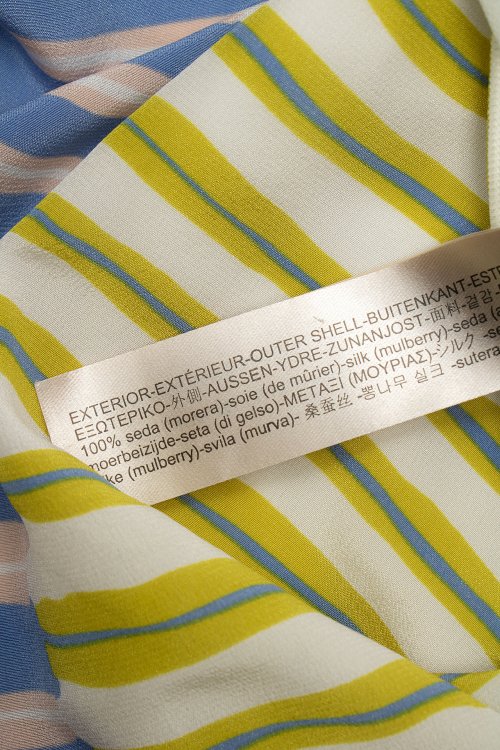 EXTERIOR-EXTÉRIEUR-OUTER SHELL-BUITENKANT-ESTE
ΕΞΩΤΕΡΙΚΟ-外側-AUSSEN-YDRE-ZUNANJOST-面料-겉감-
100% seda (morera)-soie (de mûrier)-silk (mulberry)-seda (a
moerbeizijde-seta (di gelso)-ΜΕΤΑΞΙ (ΜΟΥΡΙΑΣ)-シルク -se
ke (mulberry)-svila (murva)- 桑蚕丝 -뽕나무 실크 -sutera